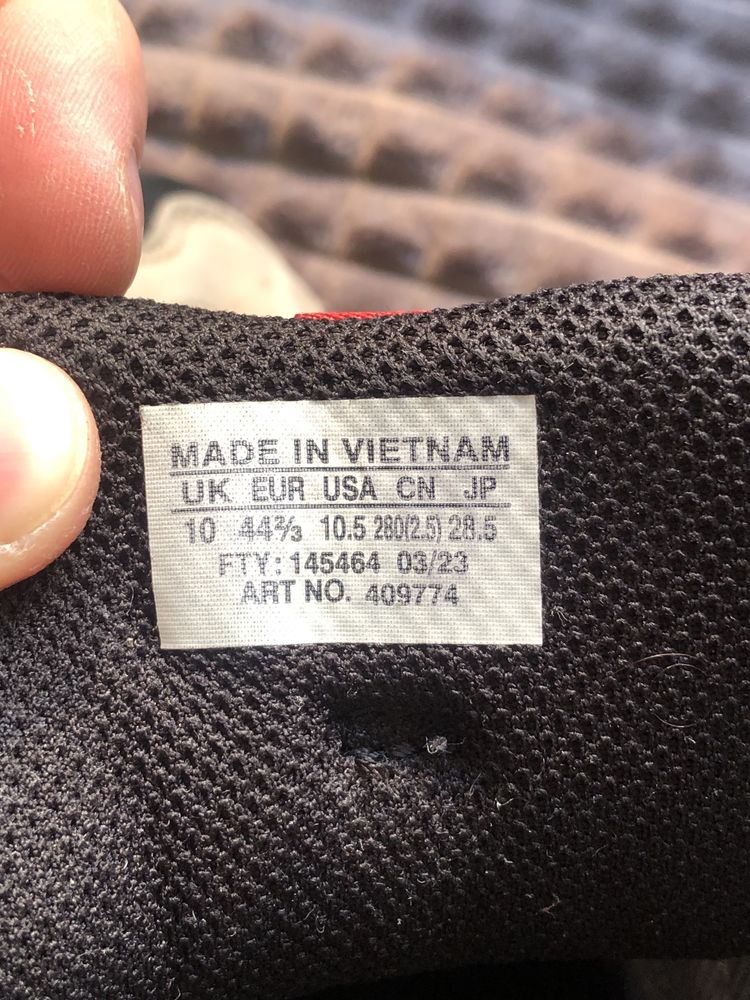 MADE IN VIETNAM
UK EUR USA CN JP
10 44⅔ 10.5 280(2.5) 28.5
FTY: 145464 03/23
ART NO. 409774